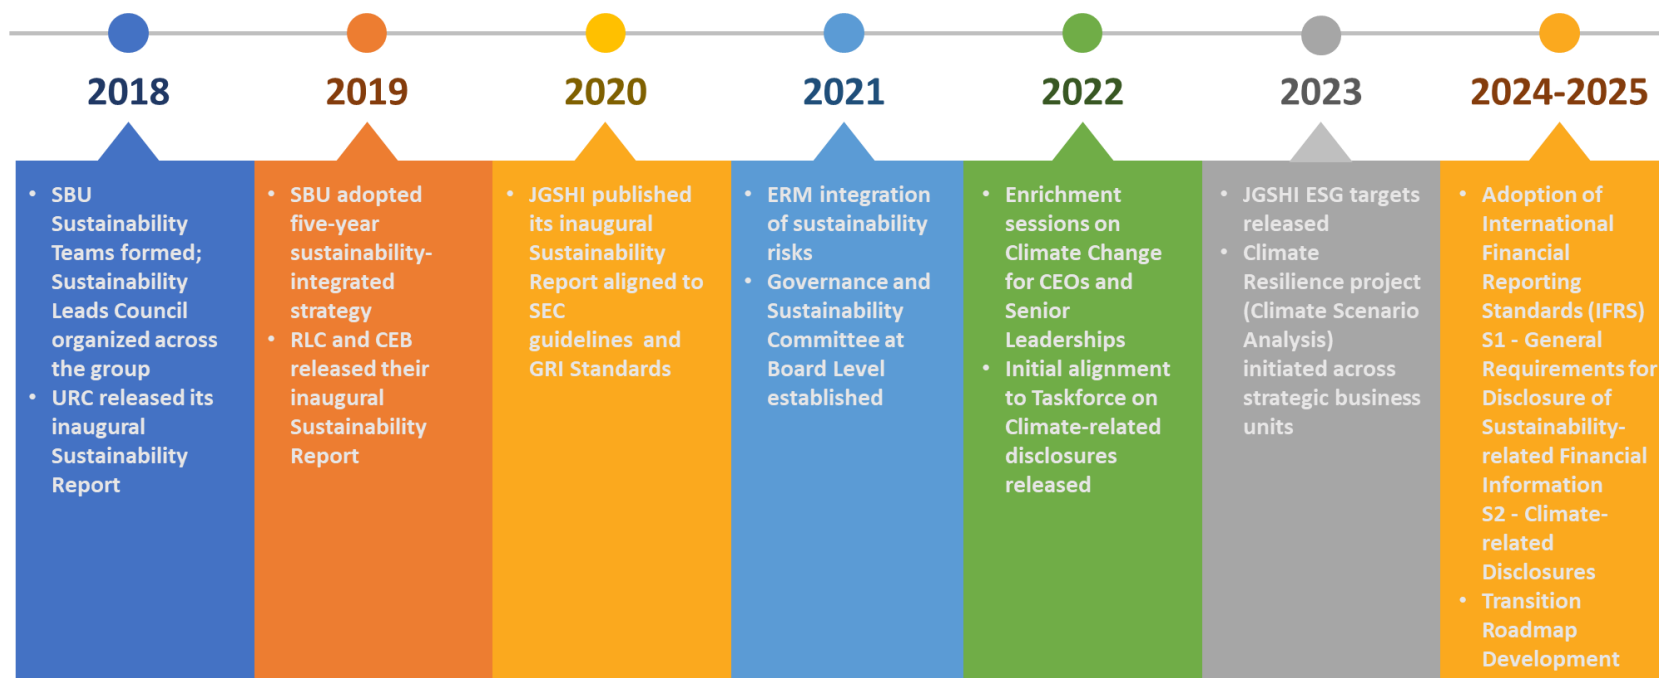 2018
• SBU
Sustainability
Teams formed;
Sustainability
Leads Council
organized across
the group
• URC released its
inaugural
Sustainability
Report
2019
• SBU adopted
five-year
sustainability-
integrated
strategy
• RLC and CEB
released their
inaugural
Sustainability
Report
2020
• JGSHI published
its inaugural
Sustainability
Report aligned to
SEC
guidelines and
GRI Standards
2021
• ERM integration
of sustainability
risks
• Governance and
Sustainability
Committee at
Board Level
established
2022
• Enrichment
sessions on
Climate Change
for CEOs and
Senior
Leaderships
• Initial alignment
to Taskforce on
Climate-related
disclosures
released
2023
• JGSHI ESG targets
released
• Climate
Resilience project
(Climate Scenario
Analysis)
initiated across
strategic business
units
2024-2025
• Adoption of
International
Financial
Reporting
Standards (IFRS)
S1 - General
Requirements for
Disclosure of
Sustainability-
related Financial
Information
S2 - Climate-
related
Disclosures
• Transition
Roadmap
Development